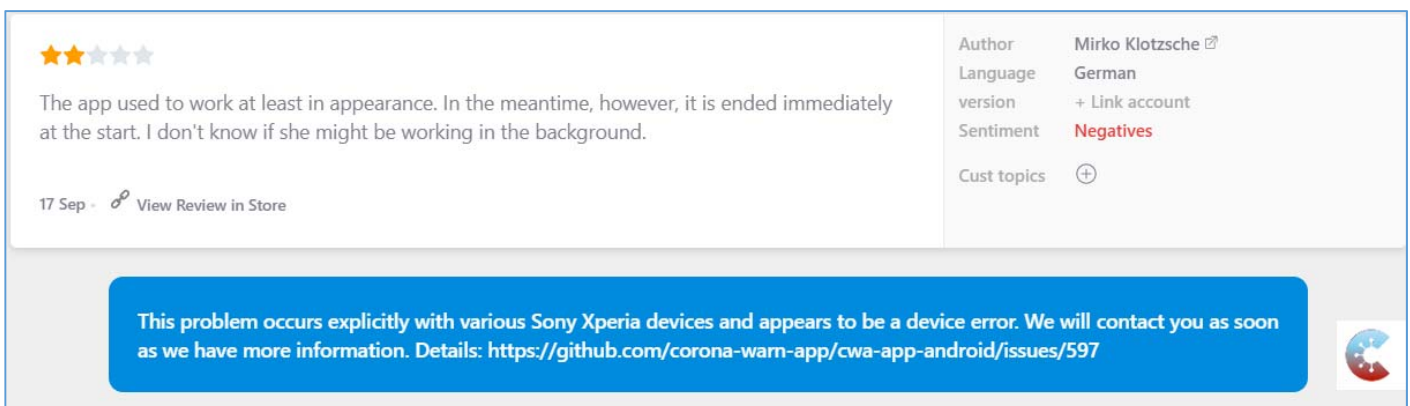 The app used to work at least in appearance. In the meantime, however, it is ended immediately
at the start. I don't know if she might be working in the background.
17 Sep - View Review in Store
Author Mirko Klotzsche
Language German
version + Link account
Sentiment Negatives
Cust topics
This problem occurs explicitly with various Sony Xperia devices and appears to be a device error. We will contact you as soon
as we have more information. Details: https://github.com/corona-warn-app/cwa-app-android/issues/597